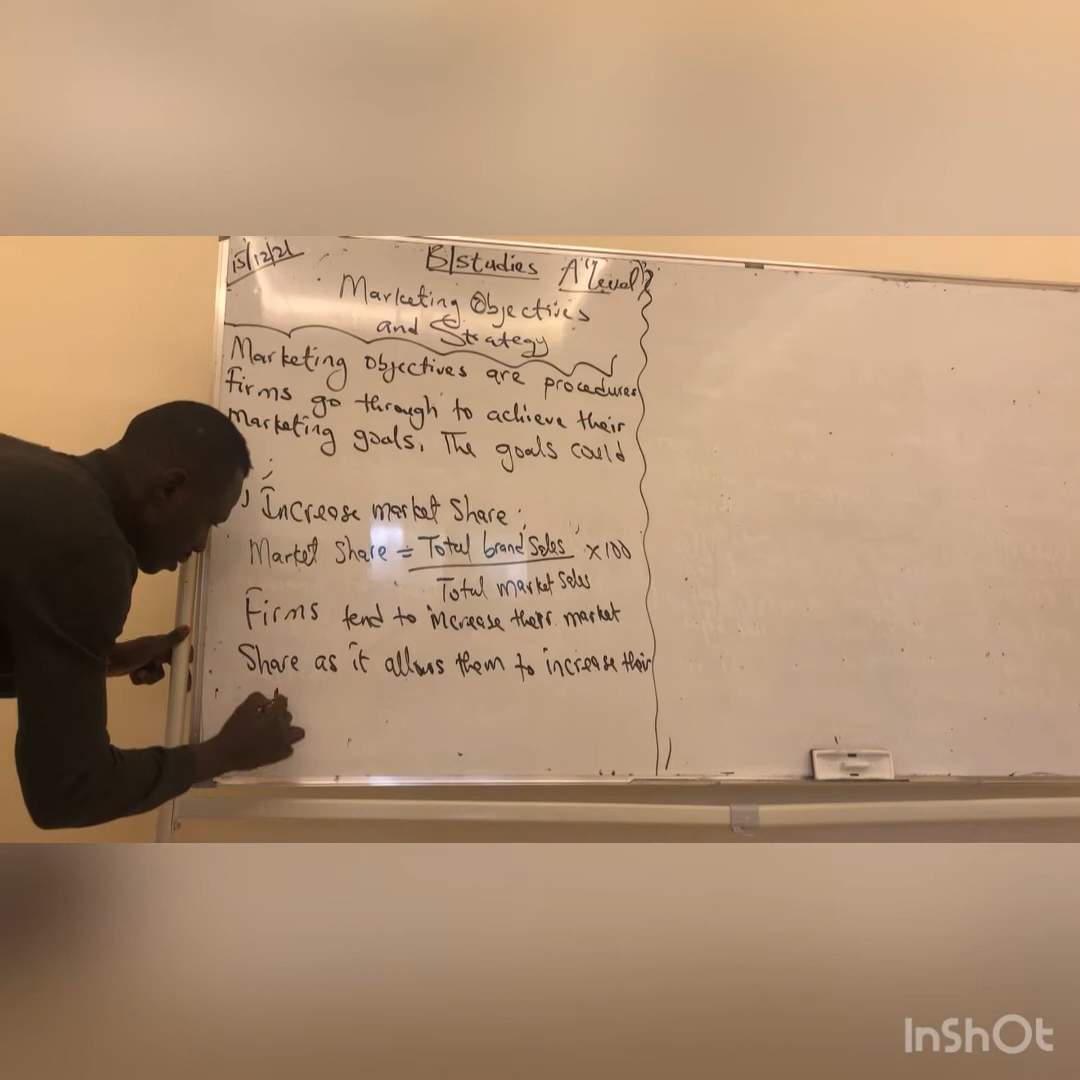 15/12/21
B/studies A"level"
Marketing Objectives
and Strategy
Marketing objectives are procedures
Firms go through to achieve their
Marketing goals. The goals could
Increase market Share:
Market Share = Total brand Sales × 100
Total market Sales
Firms tend to increase their market
Share as it allows them to increase their
InShOt